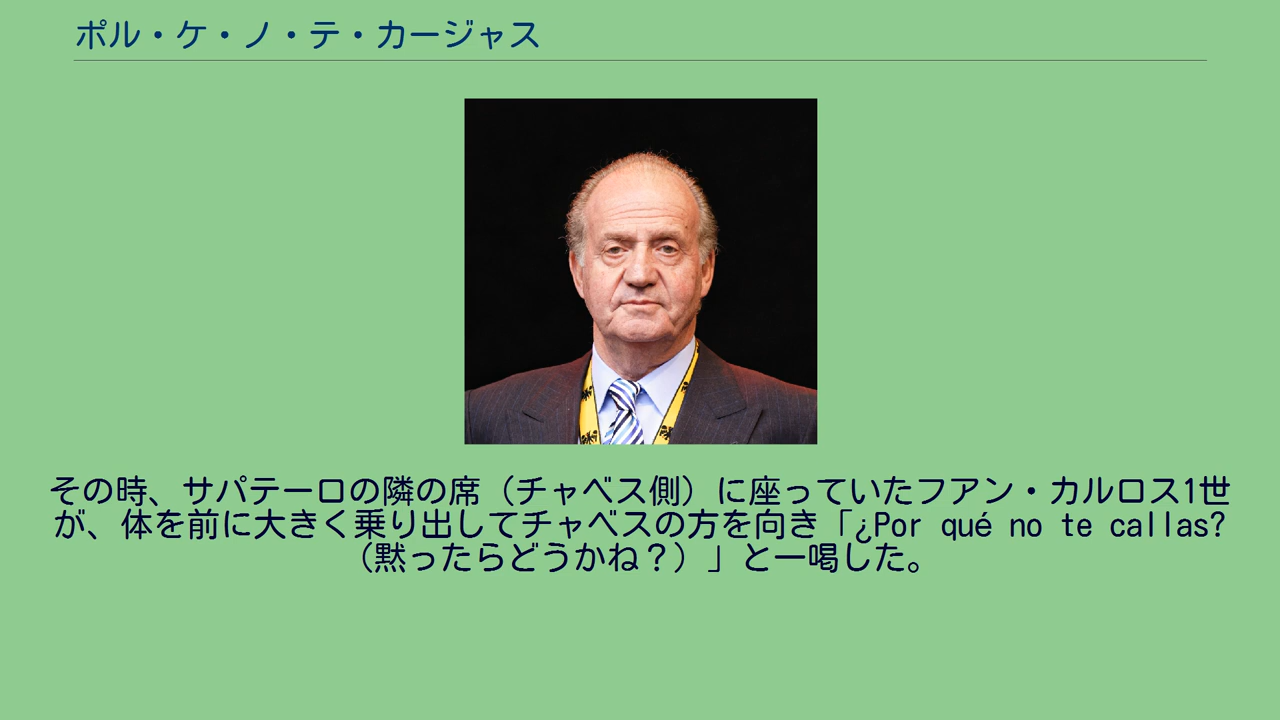 ポル・ケ・ノ・テ・カージャス
その時、サパテーロの隣の席（チャベス側）に座っていたフアン・カルロス1世
が、体を前に大きく乗り出してチャベスの方を向き「¿Por qué no te callas?
（黙ったらどうかね？）」と一喝した。